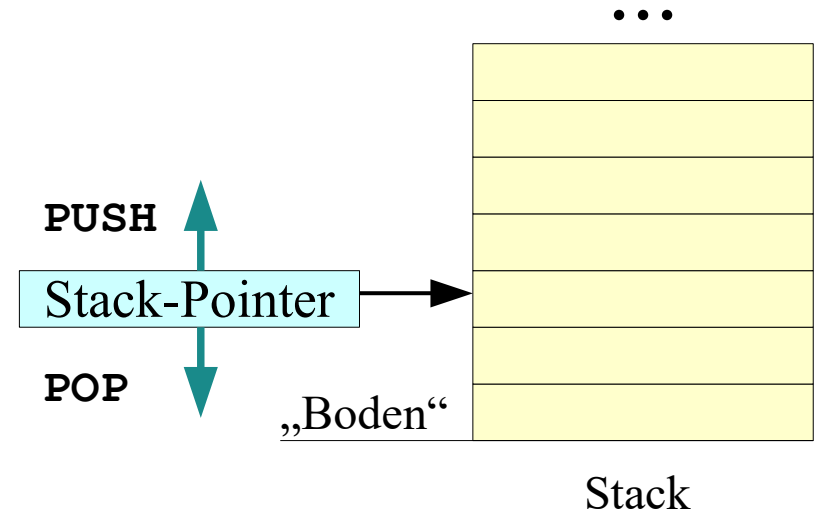 ...
PUSH
Stack-Pointer
POP
„Boden“
Stack